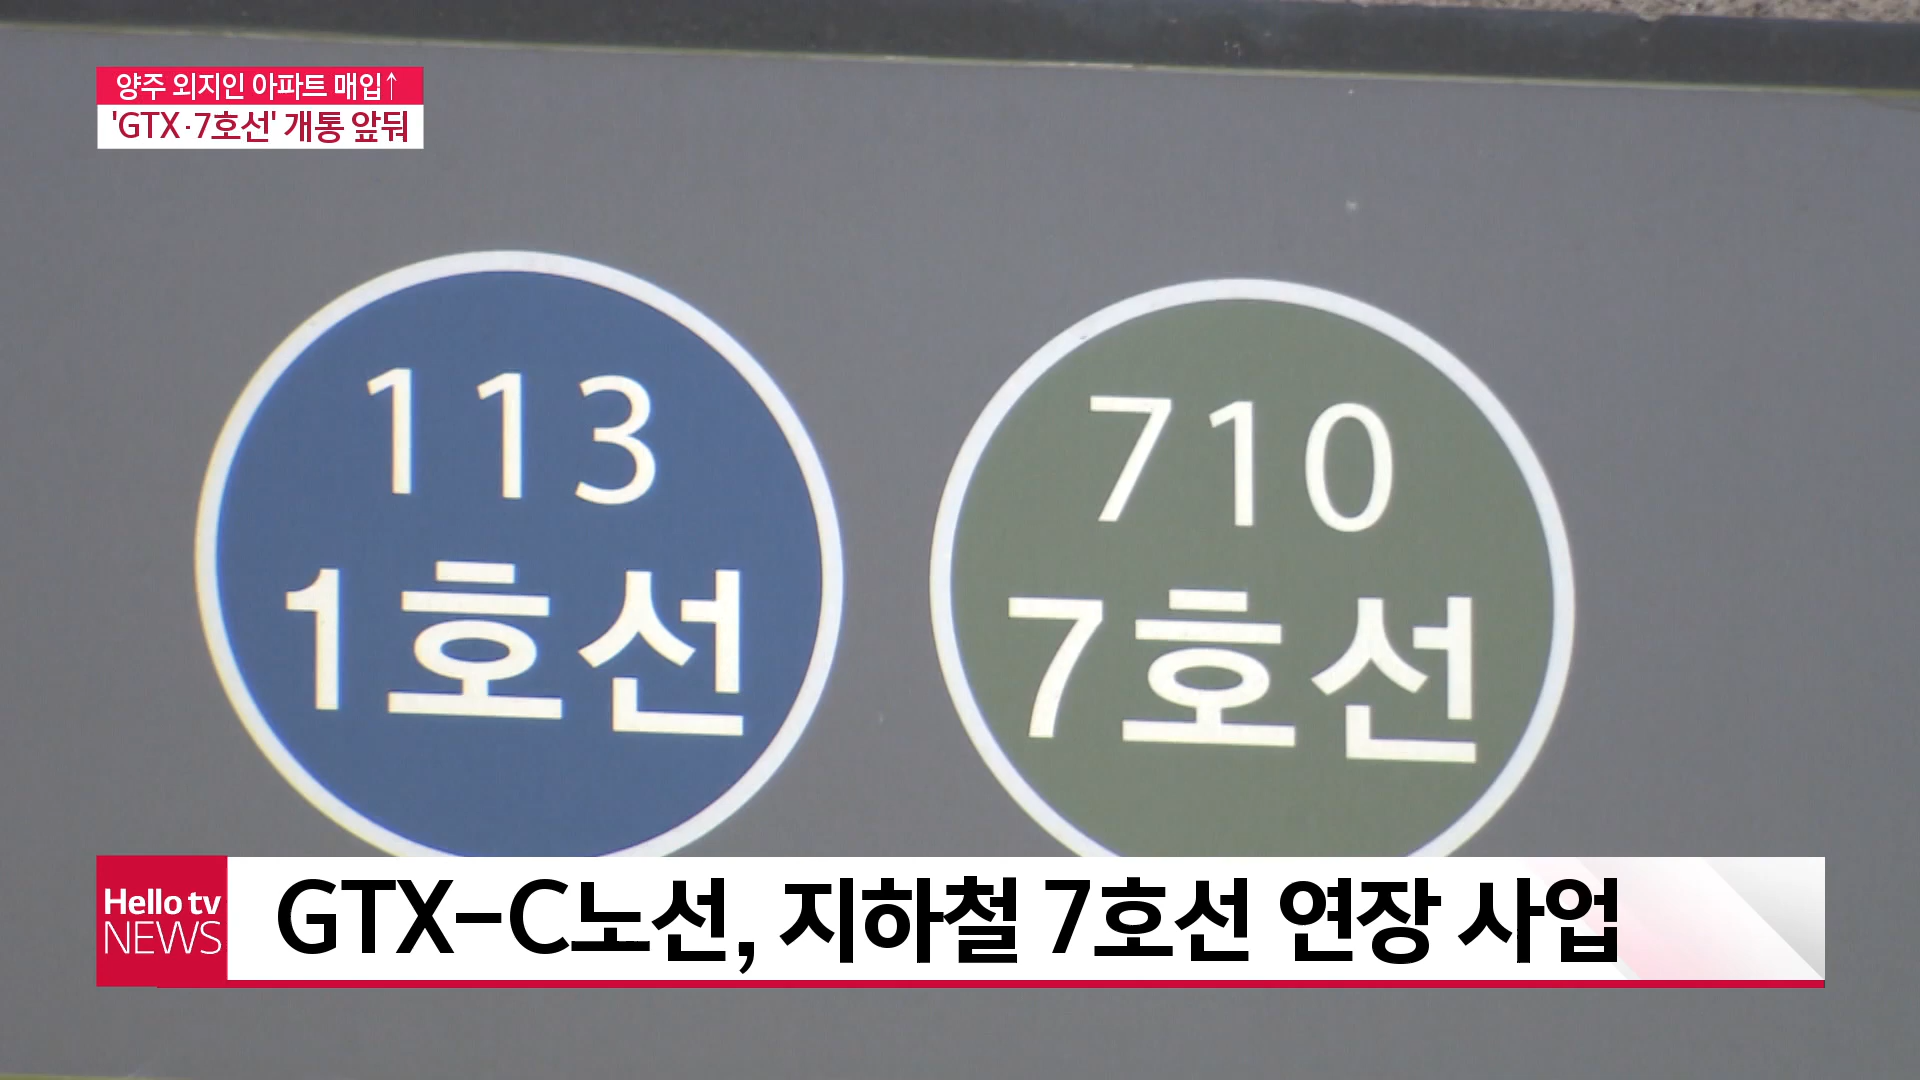 양주 외지인 아파트 매입↑
'GTX·7호선' 개통 앞둬
113
1호선
710
7호선
Hello tv
NEWS
GTX-C노선, 지하철 7호선 연장 사업